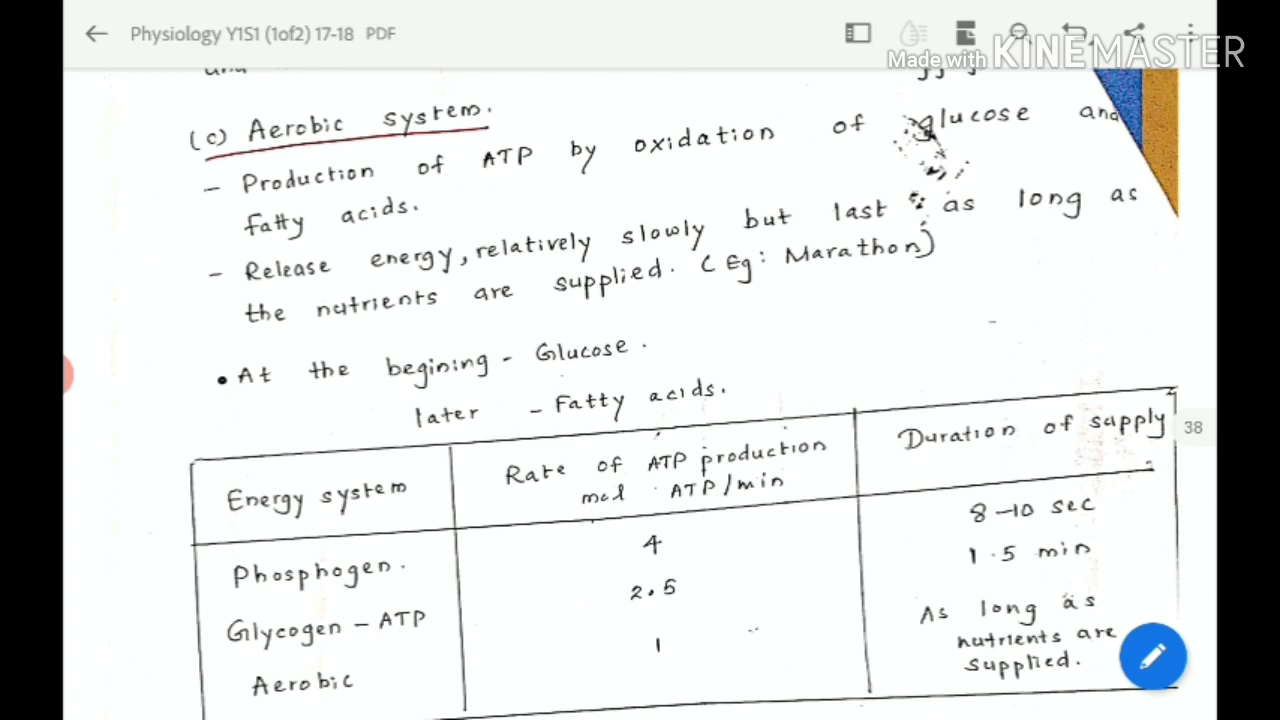 Physiology Y1S1 (1of2) 17-18 PDF
Made with KINEMASTER
(c) Aerobic system.
- Production of ATP by oxidation of glucose and
fatty acids.
- Release energy, relatively slowly but last as long as
the nutrients are supplied. (Eg: Marathon)
• At the begining - Glucose.
later - Fatty acids.
Energy system
Rate of ATP production
mol ATP/min
Duration of supply
38
Phosphogen. 4 8-10 sec
Glycogen - ATP 2.5 1.5 min
Aerobic 1 As long as
nutrients are
supplied.